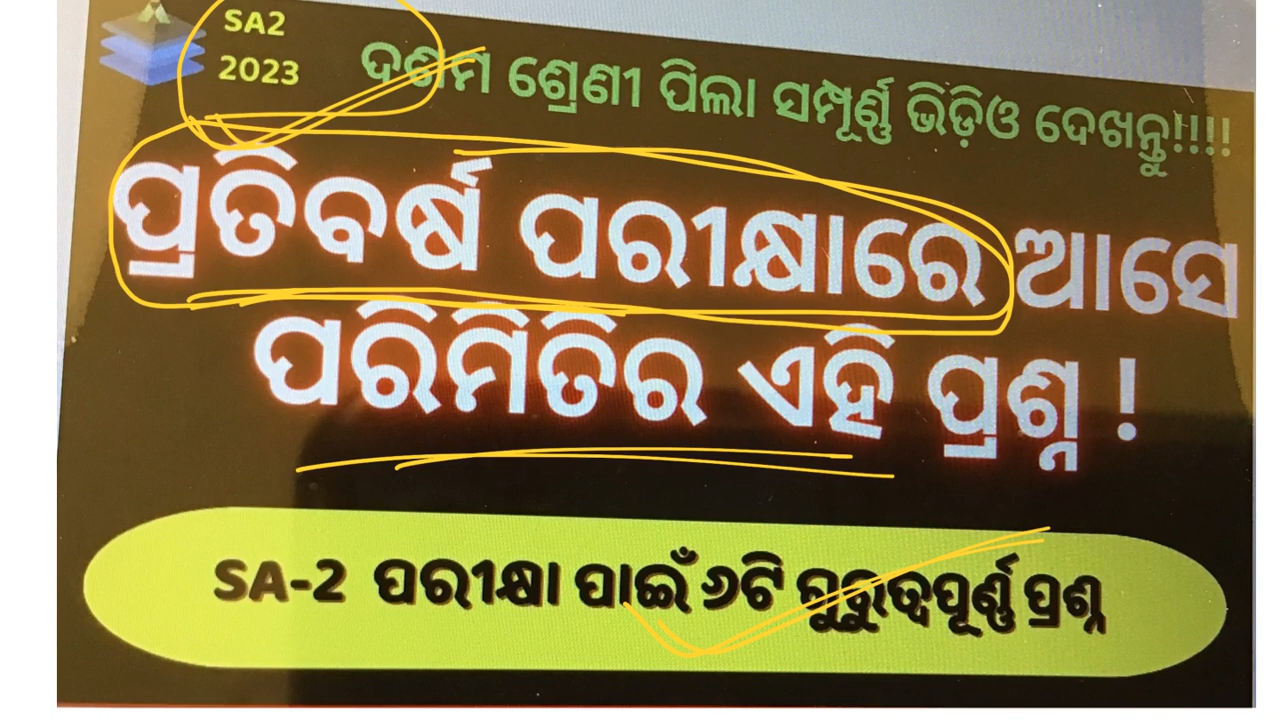 SA2
2023
ଦଶମ ଶ୍ରେଣୀ ପିଲା ସମ୍ପୂର୍ଣ୍ଣ ଭିଡ଼ିଓ ଦେଖନ୍ତୁ!!!!
ପ୍ରତିବର୍ଷ ପରୀକ୍ଷାରେ ଆସେ
ପରିମିତିର ଏହି ପ୍ରଶ୍ନ !
SA-2 ପରୀକ୍ଷା ପାଇଁ ୬ଟି ଗୁରୁତ୍ୱପୂର୍ଣ୍ଣ ପ୍ରଶ୍ନ